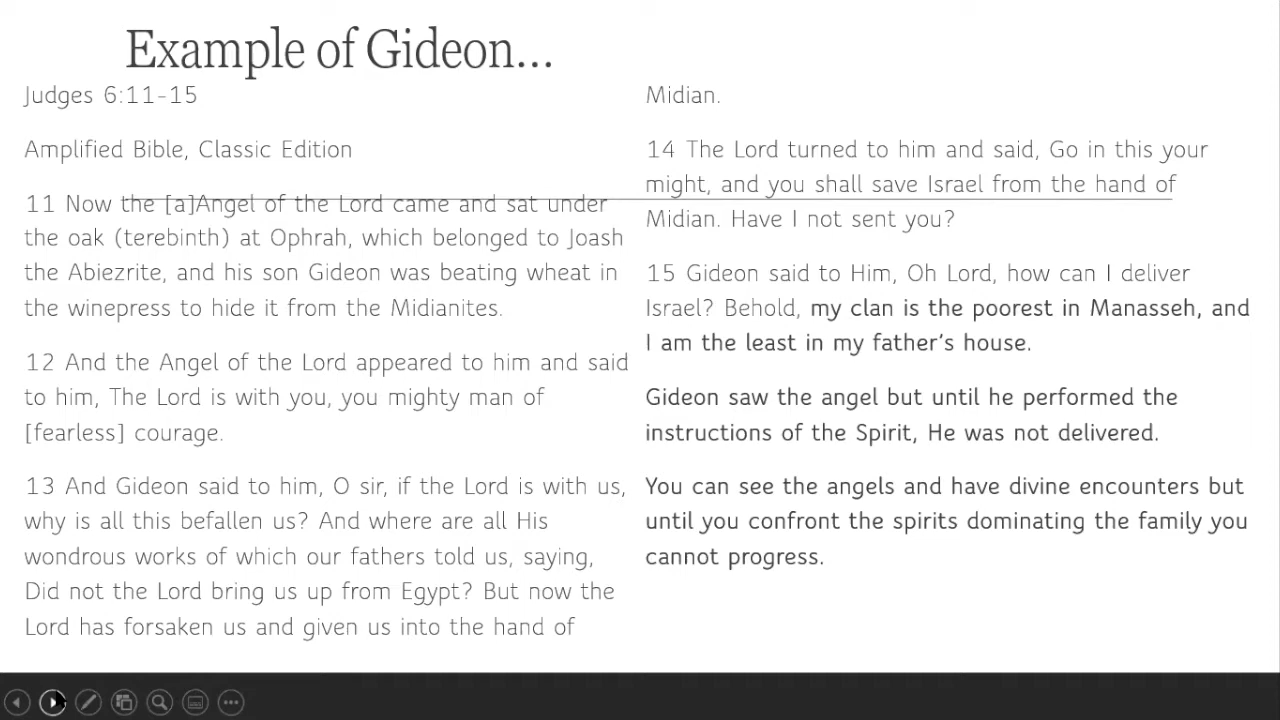 Example of Gideon...
Judges 6:11-15
Amplified Bible, Classic Edition
11 Now the [a]Angel of the Lord came and sat under
the oak (terebinth) at Ophrah, which belonged to Joash
the Abiezrite, and his son Gideon was beating wheat in
the winepress to hide it from the Midianites.
12 And the Angel of the Lord appeared to him and said
to him, The Lord is with you, you mighty man of
[fearless] courage.
13 And Gideon said to him, O sir, if the Lord is with us,
why is all this befallen us? And where are all His
wondrous works of which our fathers told us, saying,
Did not the Lord bring us up from Egypt? But now the
Lord has forsaken us and given us into the hand of
Midian.
14 The Lord turned to him and said, Go in this your
might, and you shall save Israel from the hand of
Midian. Have I not sent you?
15 Gideon said to Him, Oh Lord, how can I deliver
Israel? Behold, my clan is the poorest in Manasseh, and
I am the least in my father’s house.
Gideon saw the angel but until he performed the
instructions of the Spirit, He was not delivered.
You can see the angels and have divine encounters but
until you confront the spirits dominating the family you
cannot progress.